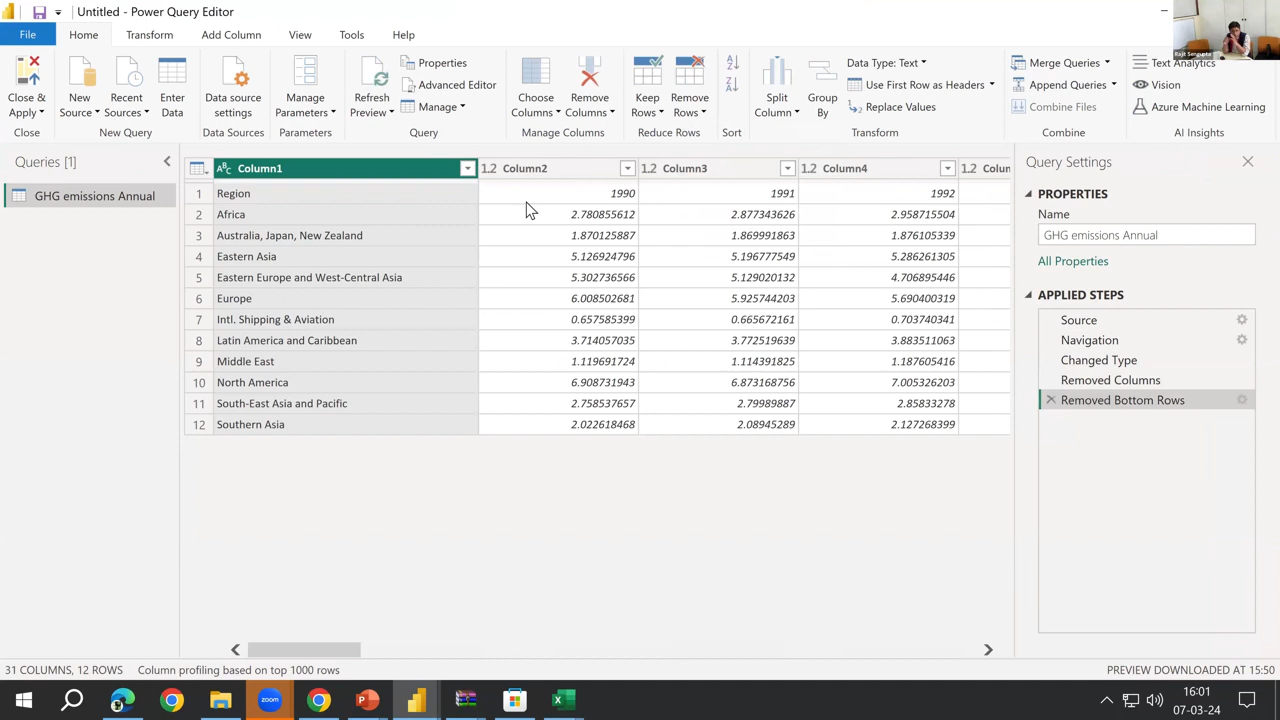 Untitled - Power Query Editor
File Home Transform Add Column View Tools Help
Close & Apply
Close
New Source
Recent Sources
Enter Data
New Query
Data source settings
Data Sources
Manage Parameters
Parameters
Refresh Preview
Properties
Advanced Editor
Manage
Query
Choose Columns
Remove Columns
Manage Columns
Keep Rows
Remove Rows
Reduce Rows
Sort
Split Column
Group By
Data Type: Text
Use First Row as Headers
Replace Values
Transform
Merge Queries
Append Queries
Combine Files
Combine
Text Analytics
Vision
Azure Machine Learning
AI Insights
Rajit Sengupta
Queries [1]
GHG emissions Annual
Column1 1.2 Column2 1.2 Column3 1.2 Column4 1.2 Colum
1 Region 1990 1991 1992
2 Africa 2.780855612 2.877343626 2.958715504
3 Australia, Japan, New Zealand 1.870125887 1.869991863 1.876105339
4 Eastern Asia 5.126924796 5.196777549 5.286261305
5 Eastern Europe and West-Central Asia 5.302736566 5.129020132 4.706895446
6 Europe 6.008502681 5.925744203 5.690400319
7 Intl. Shipping & Aviation 0.657585399 0.665672161 0.703740341
8 Latin America and Caribbean 3.714057035 3.772519639 3.883511063
9 Middle East 1.119691724 1.114391825 1.187605416
10 North America 6.908731943 6.873168756 7.005326203
11 South-East Asia and Pacific 2.758537657 2.79989887 2.85833278
12 Southern Asia 2.022618468 2.08945289 2.127268399
Query Settings
PROPERTIES
Name
GHG emissions Annual
All Properties
APPLIED STEPS
Source
Navigation
Changed Type
Removed Columns
Removed Bottom Rows
31 COLUMNS, 12 ROWS Column profiling based on top 1000 rows
PREVIEW DOWNLOADED AT 15:50
zoom
16:01
07-03-24